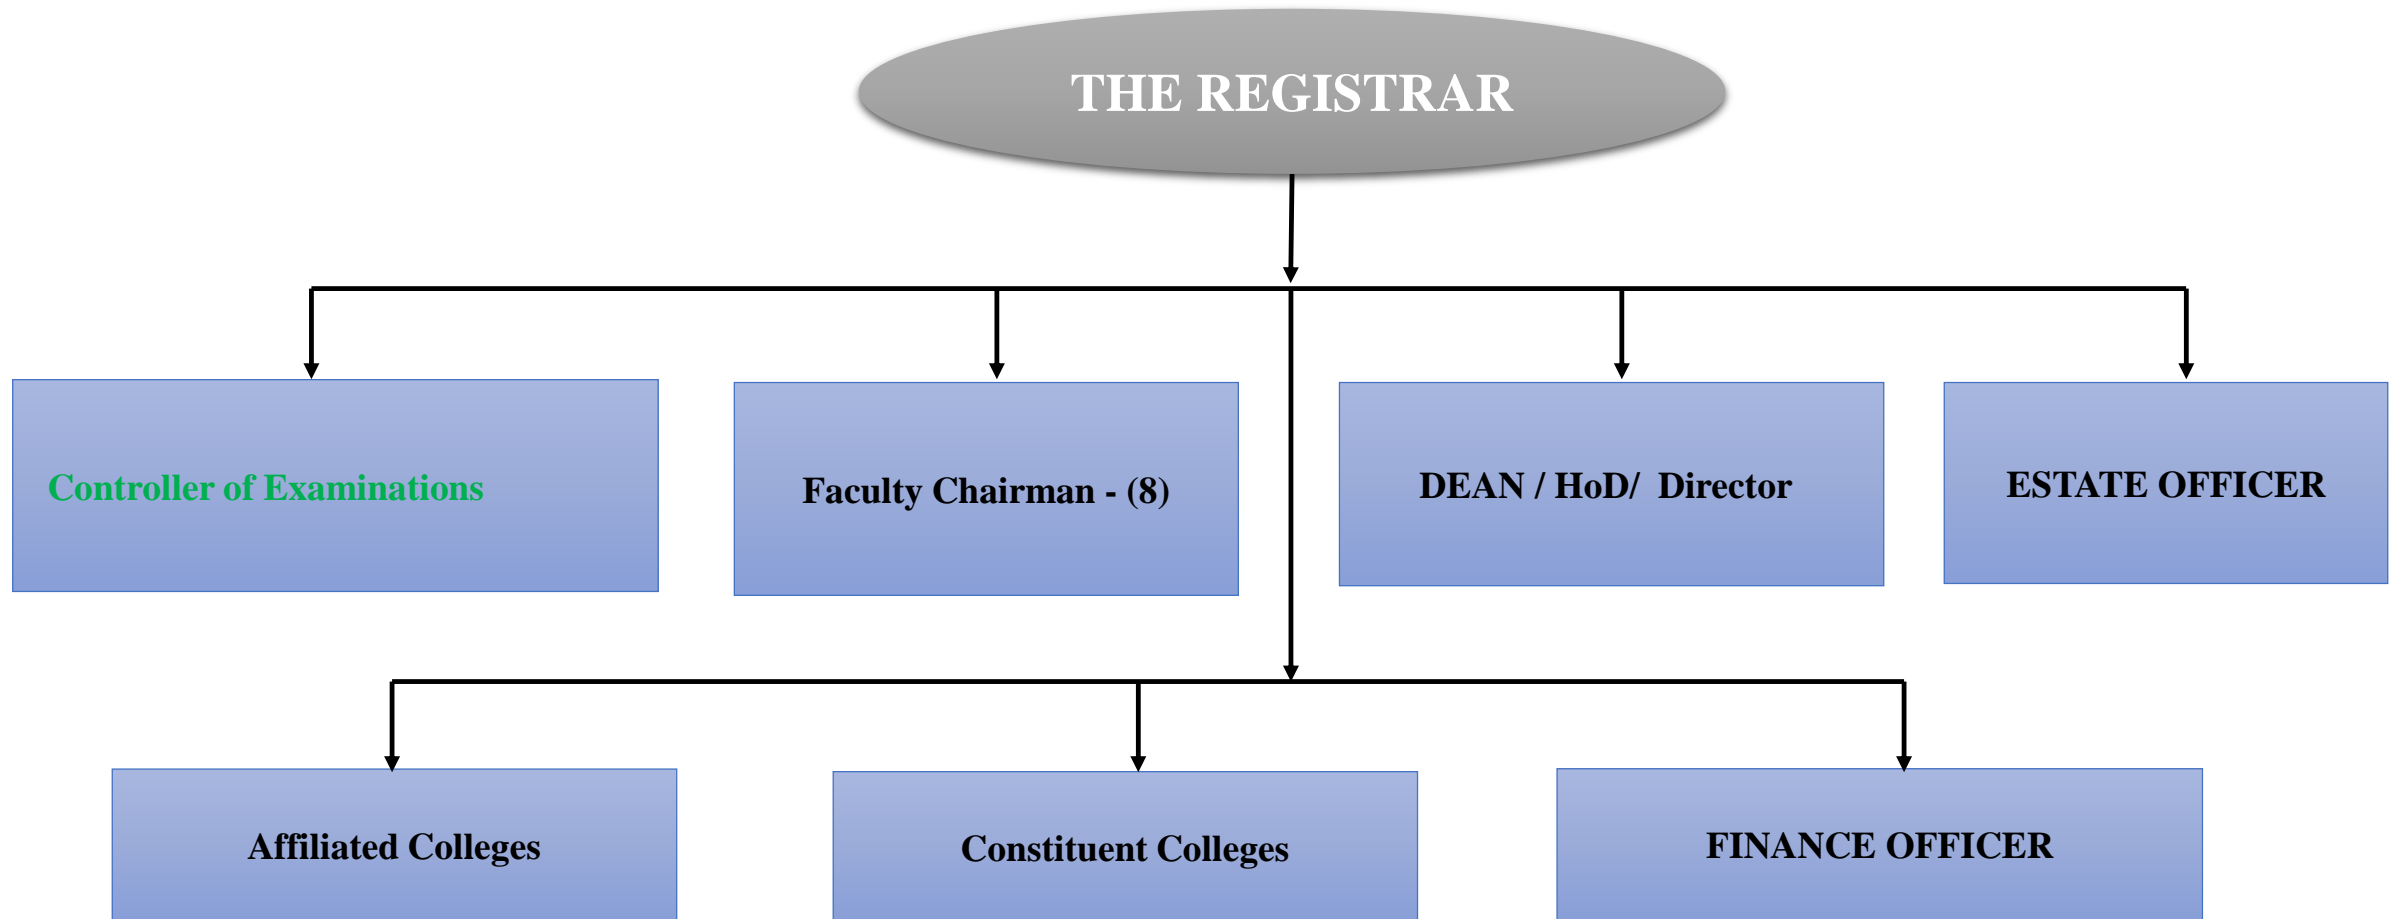 THE REGISTRAR
Controller of Examinations
Faculty Chairman - (8)
DEAN / HoD/  Director
ESTATE OFFICER
Affiliated Colleges
Constituent Colleges
FINANCE OFFICER